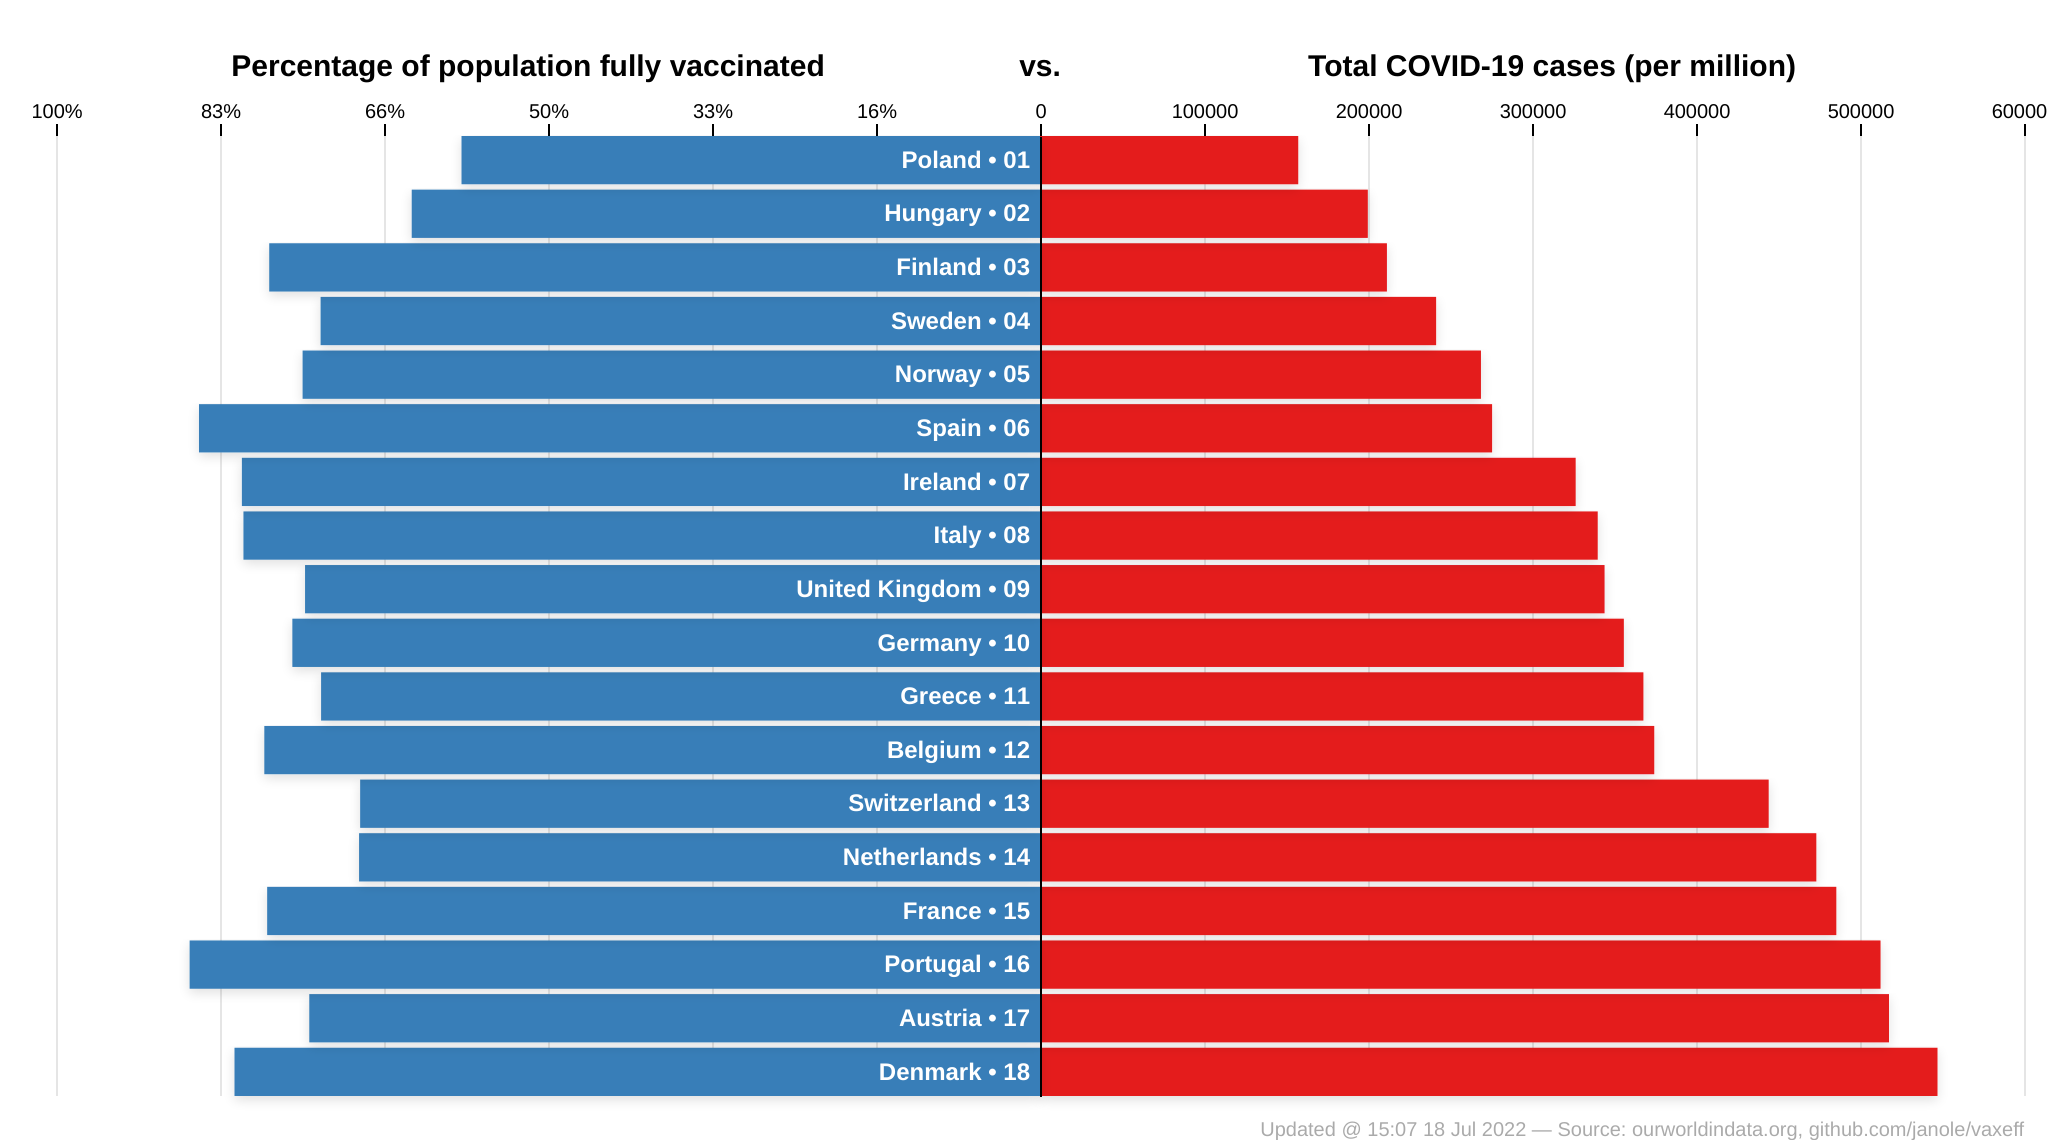 Percentage of population fully vaccinated vs. Total COVID-19 cases (per million)
100% 83% 66% 50% 33% 16% 0 100000 200000 300000 400000 500000 60000
Poland • 01
Hungary • 02
Finland • 03
Sweden • 04
Norway • 05
Spain • 06
Ireland • 07
Italy • 08
United Kingdom • 09
Germany • 10
Greece • 11
Belgium • 12
Switzerland • 13
Netherlands • 14
France • 15
Portugal • 16
Austria • 17
Denmark • 18
Updated @ 15:07 18 Jul 2022 — Source: ourworldindata.org, github.com/janole/vaxeff